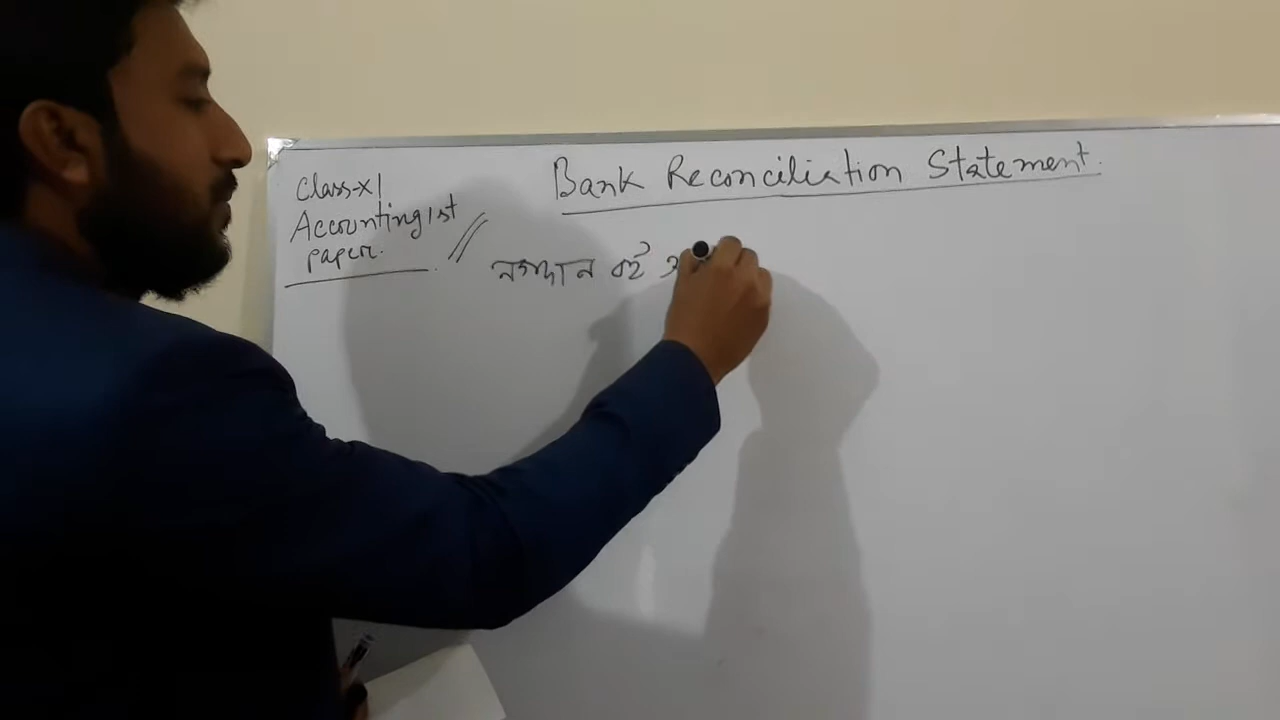 Class-XI
Accounting 1st
paper.
Bank Reconciliation Statement.
নগদান বই